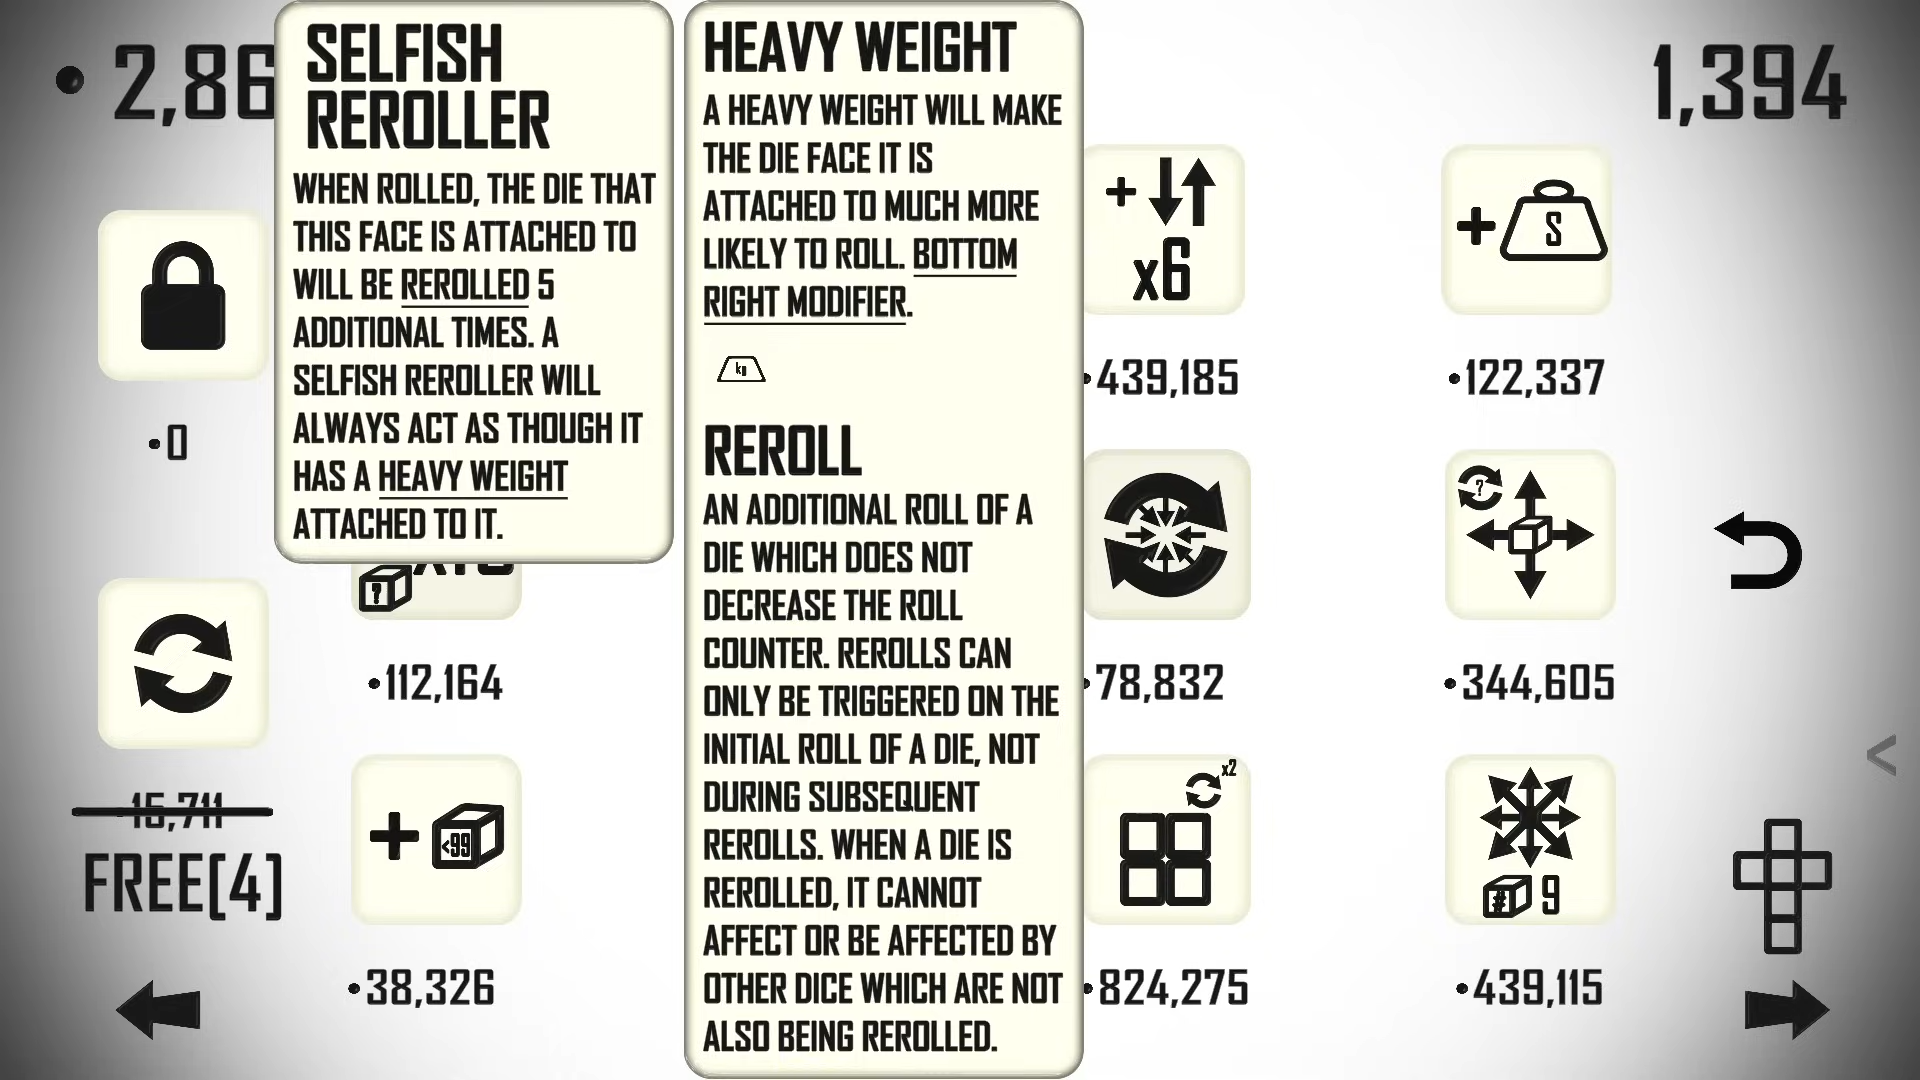 2,86
1,394
SELFISH
REROLLER
WHEN ROLLED, THE DIE THAT
THIS FACE IS ATTACHED TO
WILL BE REROLLED 5
ADDITIONAL TIMES. A
SELFISH REROLLER WILL
ALWAYS ACT AS THOUGH IT
HAS A HEAVY WEIGHT
ATTACHED TO IT.
HEAVY WEIGHT
A HEAVY WEIGHT WILL MAKE
THE DIE FACE IT IS
ATTACHED TO MUCH MORE
LIKELY TO ROLL. BOTTOM
RIGHT MODIFIER.
kg
REROLL
AN ADDITIONAL ROLL OF A
DIE WHICH DOES NOT
DECREASE THE ROLL
COUNTER. REROLLS CAN
ONLY BE TRIGGERED ON THE
INITIAL ROLL OF A DIE, NOT
DURING SUBSEQUENT
REROLLS. WHEN A DIE IS
REROLLED, IT CANNOT
AFFECT OR BE AFFECTED BY
OTHER DICE WHICH ARE NOT
ALSO BEING REROLLED.
+
x6
+ S
0
439,185
122,337
?
?
112,164
78,832
344,605
15,711
FREE[4]
+ <99
x2
# 9
38,326
824,275
439,115
<